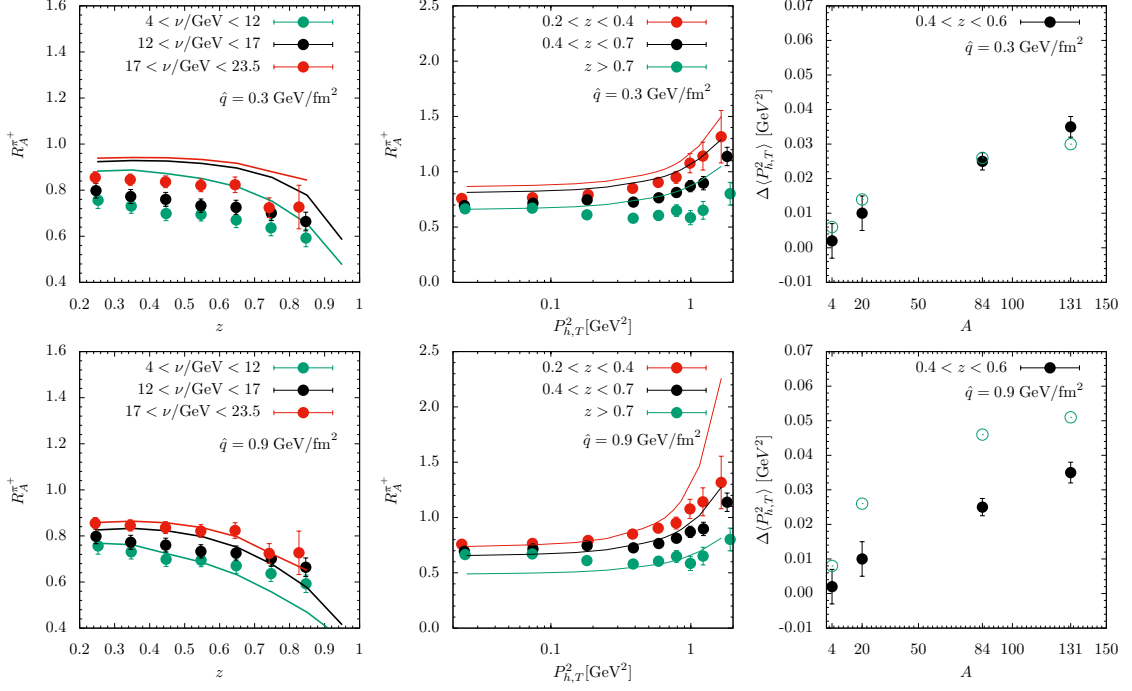 1.6
1.4
1.2
1.0
0.8
0.6
0.4
0.2 0.3 0.4 0.5 0.6 0.7 0.8 0.9 1
R_A^{π^+}
z
4 < ν/GeV < 12
12 < ν/GeV < 17
17 < ν/GeV < 23.5
q̂ = 0.3 GeV/fm²
2.5
2.0
1.5
1.0
0.5
0.0
0.1 1
R_A^{π^+}
P²_{h,T}[GeV²]
0.2 < z < 0.4
0.4 < z < 0.7
z > 0.7
q̂ = 0.3 GeV/fm²
0.07
0.06
0.05
0.04
0.03
0.02
0.01
0.00
-0.01
4 20 50 84 100 131 150
Δ⟨P²_{h,T}⟩ [GeV²]
A
0.4 < z < 0.6
q̂ = 0.3 GeV/fm²
1.6
1.4
1.2
1.0
0.8
0.6
0.4
0.2 0.3 0.4 0.5 0.6 0.7 0.8 0.9 1
R_A^{π^+}
z
4 < ν/GeV < 12
12 < ν/GeV < 17
17 < ν/GeV < 23.5
q̂ = 0.9 GeV/fm²
2.5
2.0
1.5
1.0
0.5
0.0
0.1 1
R_A^{π^+}
P²_{h,T}[GeV²]
0.2 < z < 0.4
0.4 < z < 0.7
z > 0.7
q̂ = 0.9 GeV/fm²
0.07
0.06
0.05
0.04
0.03
0.02
0.01
0.00
-0.01
4 20 50 84 100 131 150
Δ⟨P²_{h,T}⟩ [GeV²]
A
0.4 < z < 0.6
q̂ = 0.9 GeV/fm²